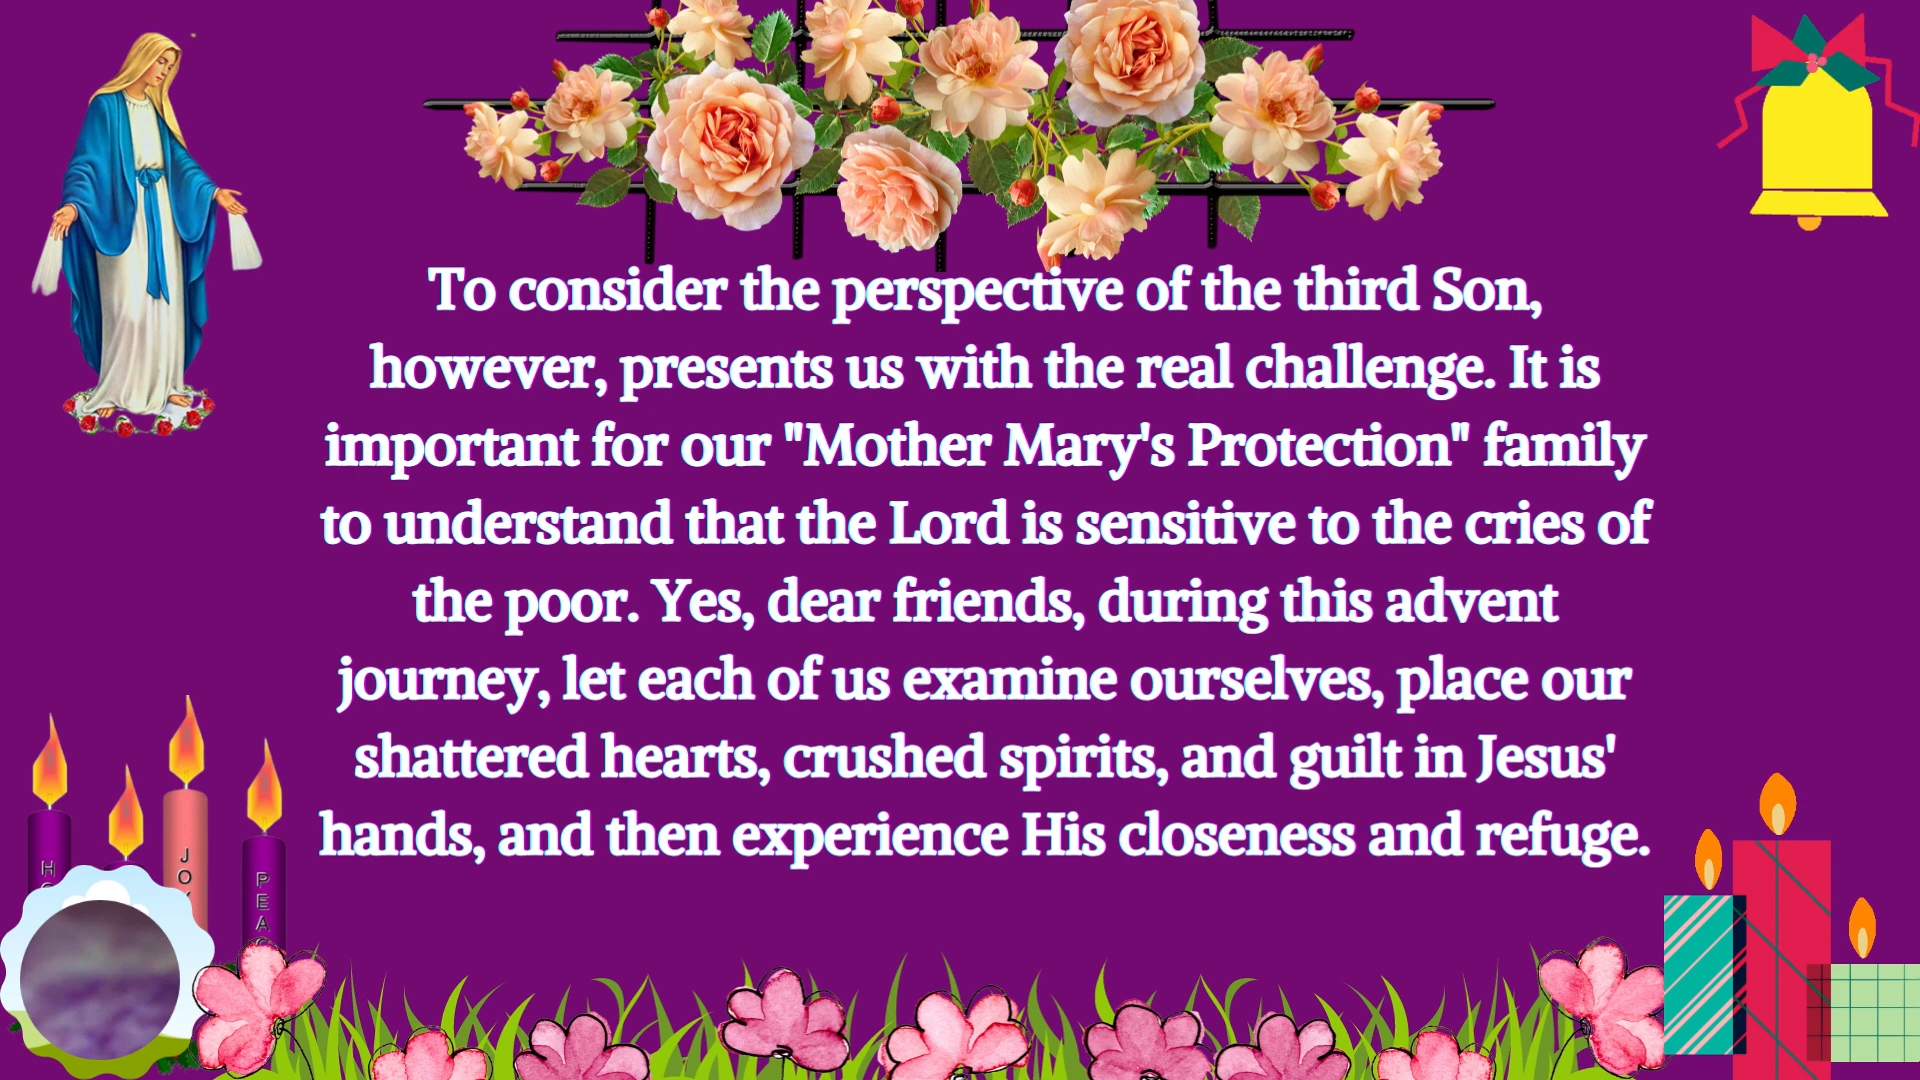 To consider the perspective of the third Son,
however, presents us with the real challenge. It is
important for our "Mother Mary's Protection" family
to understand that the Lord is sensitive to the cries of
the poor. Yes, dear friends, during this advent
journey, let each of us examine ourselves, place our
shattered hearts, crushed spirits, and guilt in Jesus'
hands, and then experience His closeness and refuge.